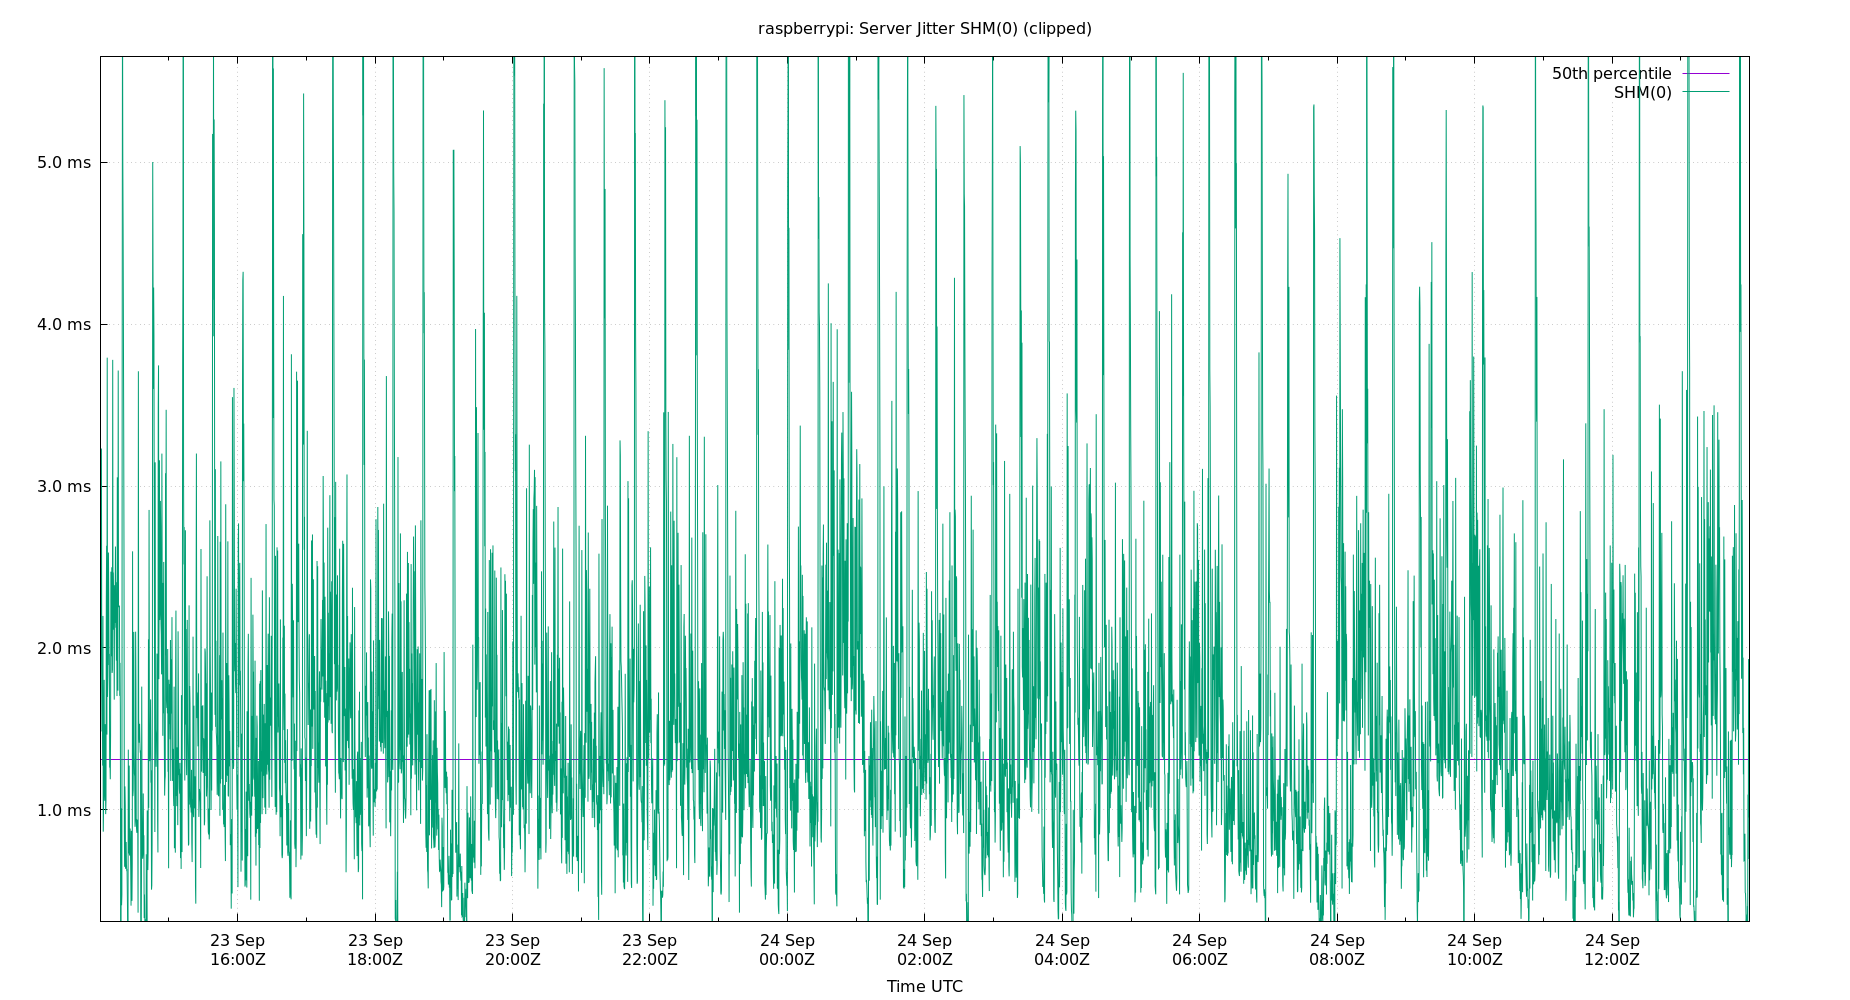 raspberrypi: Server Jitter SHM(0) (clipped)
50th percentile
SHM(0)
5.0 ms
4.0 ms
3.0 ms
2.0 ms
1.0 ms
23 Sep 23 Sep 23 Sep 23 Sep 24 Sep 24 Sep 24 Sep 24 Sep 24 Sep 24 Sep 24 Sep
16:00Z 18:00Z 20:00Z 22:00Z 00:00Z 02:00Z 04:00Z 06:00Z 08:00Z 10:00Z 12:00Z
Time UTC